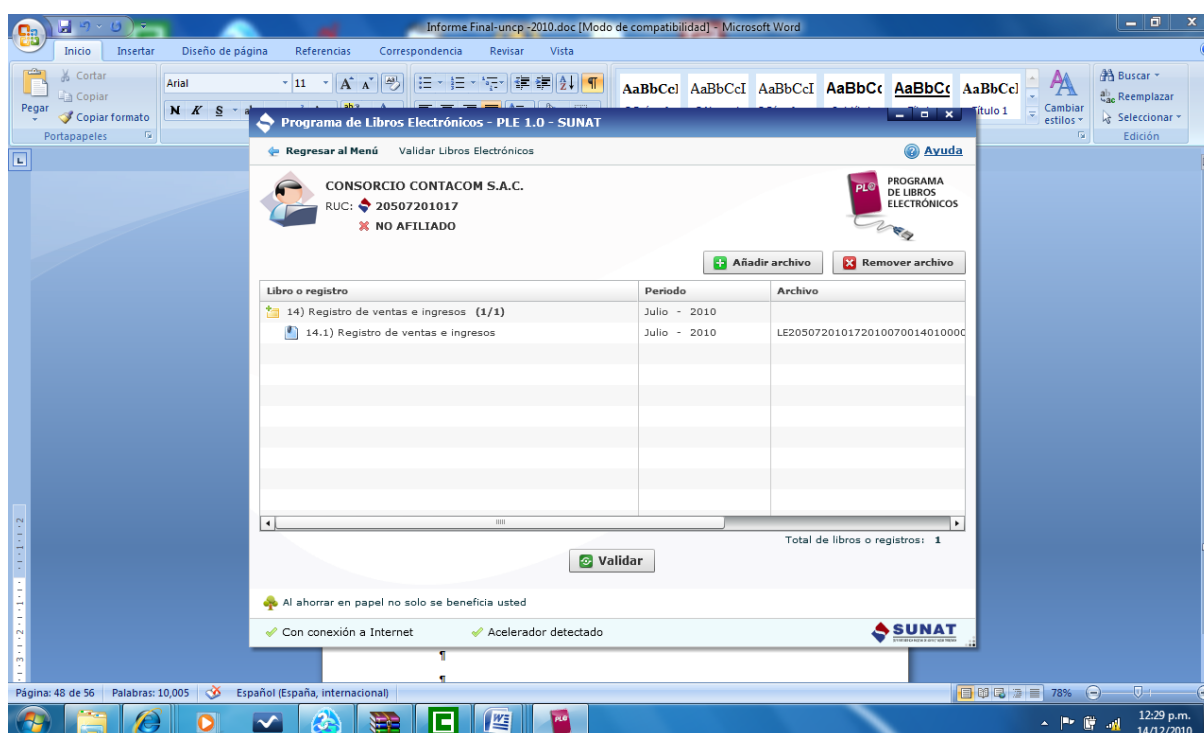 Informe Final-uncp -2010.doc [Modo de compatibilidad] - Microsoft Word
Inicio Insertar Diseño de página Referencias Correspondencia Revisar Vista
Cortar
Copiar
Copiar formato
Pegar
Portapapeles
Arial 11
N K S
AaBbCcI AaBbCcI AaBbCcI AaBbCc AaBbCc AaBbCcI
Título 1
Cambiar estilos
Buscar
Reemplazar
Seleccionar
Edición
Programa de Libros Electrónicos - PLE 1.0 - SUNAT
Regresar al Menú Validar Libros Electrónicos Ayuda
CONSORCIO CONTACOM S.A.C.
RUC: 20507201017
NO AFILIADO
PLE
PROGRAMA
DE LIBROS
ELECTRÓNICOS
Añadir archivo Remover archivo
Libro o registro Periodo Archivo
14) Registro de ventas e ingresos (1/1) Julio - 2010
14.1) Registro de ventas e ingresos Julio - 2010 LE2050720101720100700140100
Total de libros o registros: 1
Validar
Al ahorrar en papel no solo se beneficia usted
Con conexión a Internet Acelerador detectado SUNAT
Página: 48 de 56 Palabras: 10,005 Español (España, internacional) 78%
12:29 p.m.
14/12/2010